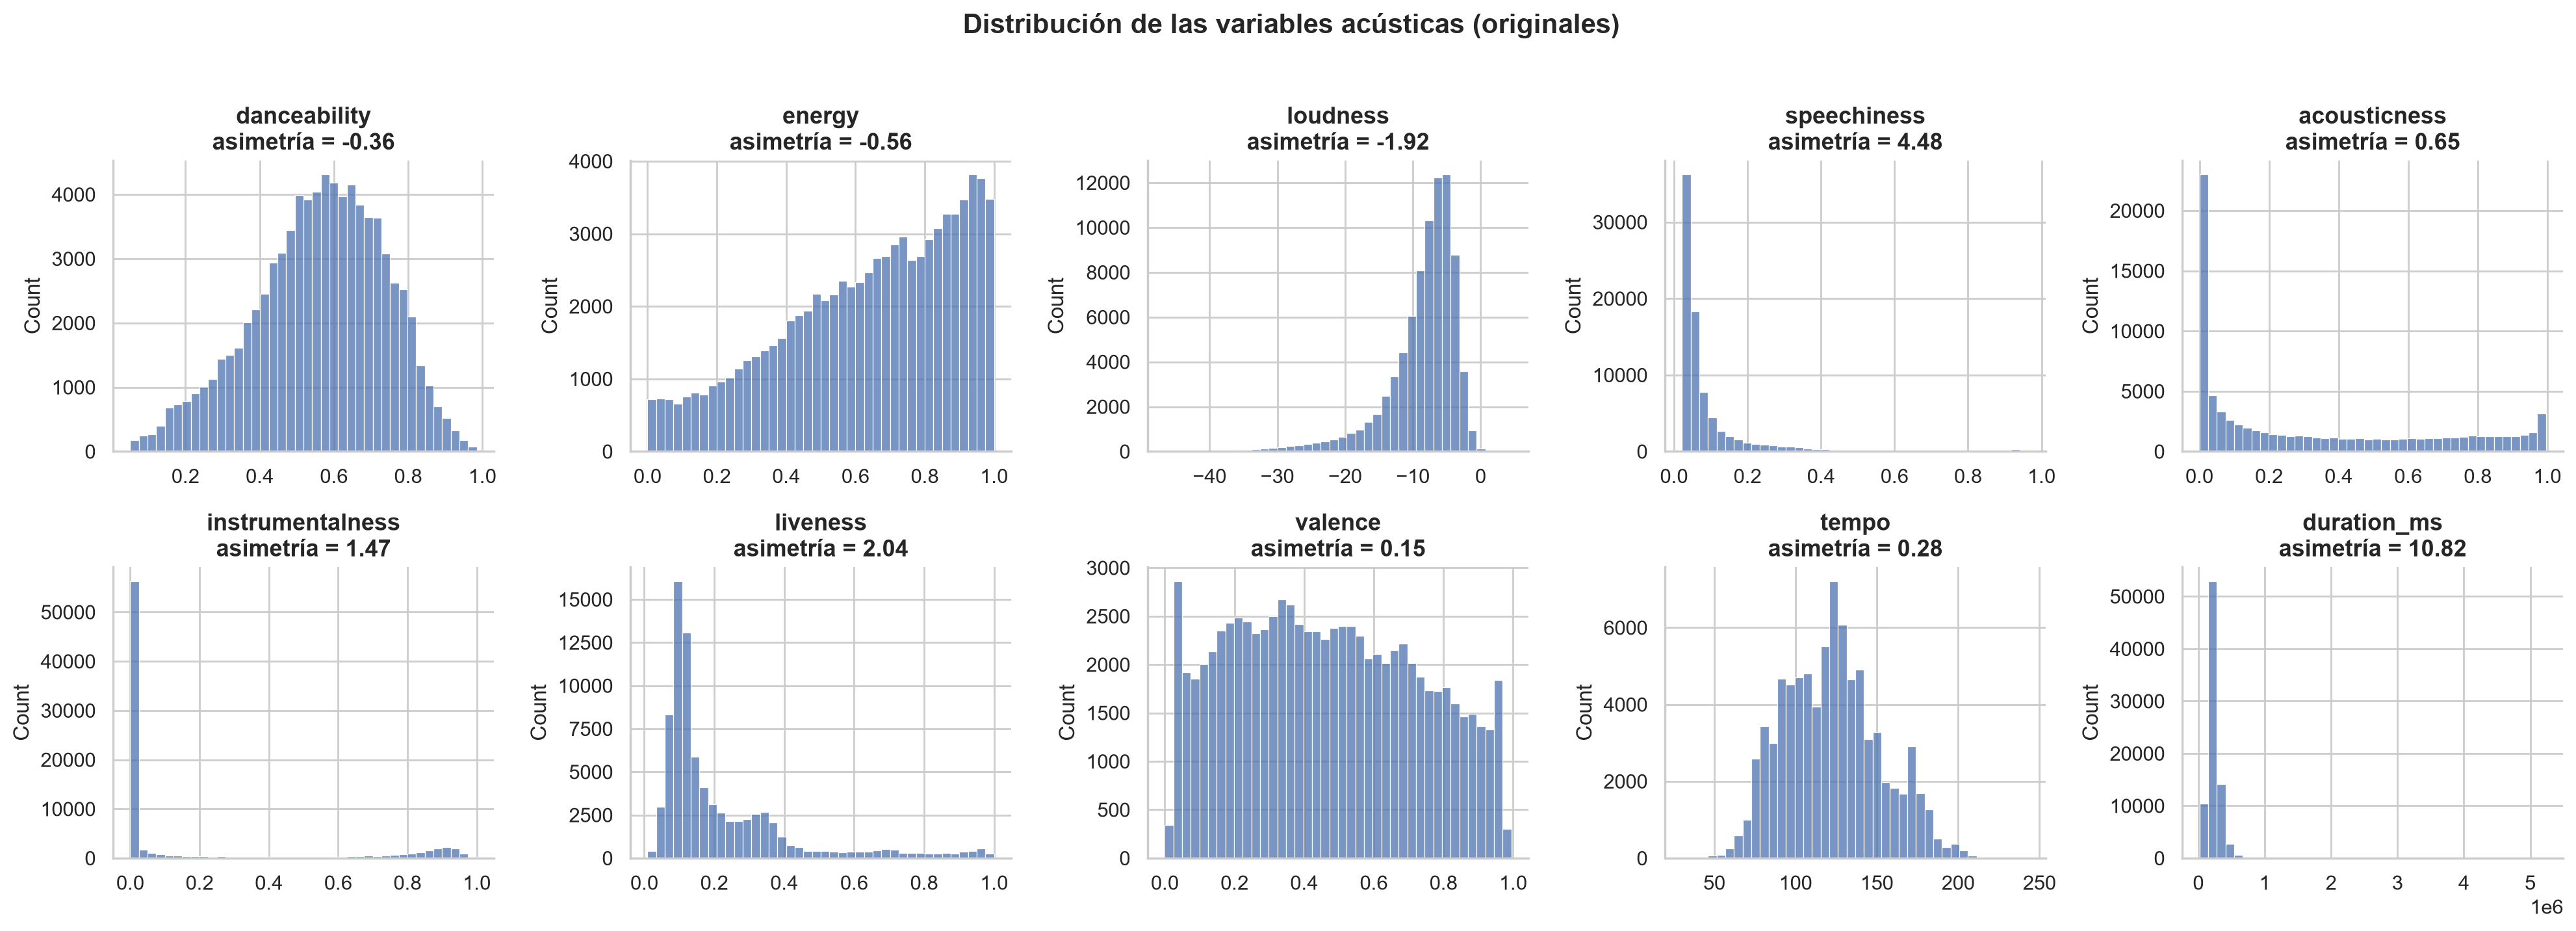 Distribución de las variables acústicas (originales)
danceability
asimetría = -0.36
energy
asimetría = -0.56
loudness
asimetría = -1.92
speechiness
asimetría = 4.48
acousticness
asimetría = 0.65
Count
4000
3000
2000
1000
0
0.2 0.4 0.6 0.8 1.0
Count
4000
3000
2000
1000
0
0.0 0.2 0.4 0.6 0.8 1.0
Count
12000
10000
8000
6000
4000
2000
0
−40 −30 −20 −10 0
Count
30000
20000
10000
0
0.0 0.2 0.4 0.6 0.8 1.0
Count
20000
15000
10000
5000
0
0.0 0.2 0.4 0.6 0.8 1.0
instrumentalness
asimetría = 1.47
liveness
asimetría = 2.04
valence
asimetría = 0.15
tempo
asimetría = 0.28
duration_ms
asimetría = 10.82
Count
50000
40000
30000
20000
10000
0
0.0 0.2 0.4 0.6 0.8 1.0
Count
15000
12500
10000
7500
5000
2500
0
0.0 0.2 0.4 0.6 0.8 1.0
Count
3000
2500
2000
1500
1000
500
0
0.0 0.2 0.4 0.6 0.8 1.0
Count
6000
4000
2000
0
50 100 150 200 250
Count
50000
40000
30000
20000
10000
0
0 1 2 3 4 5
1e6